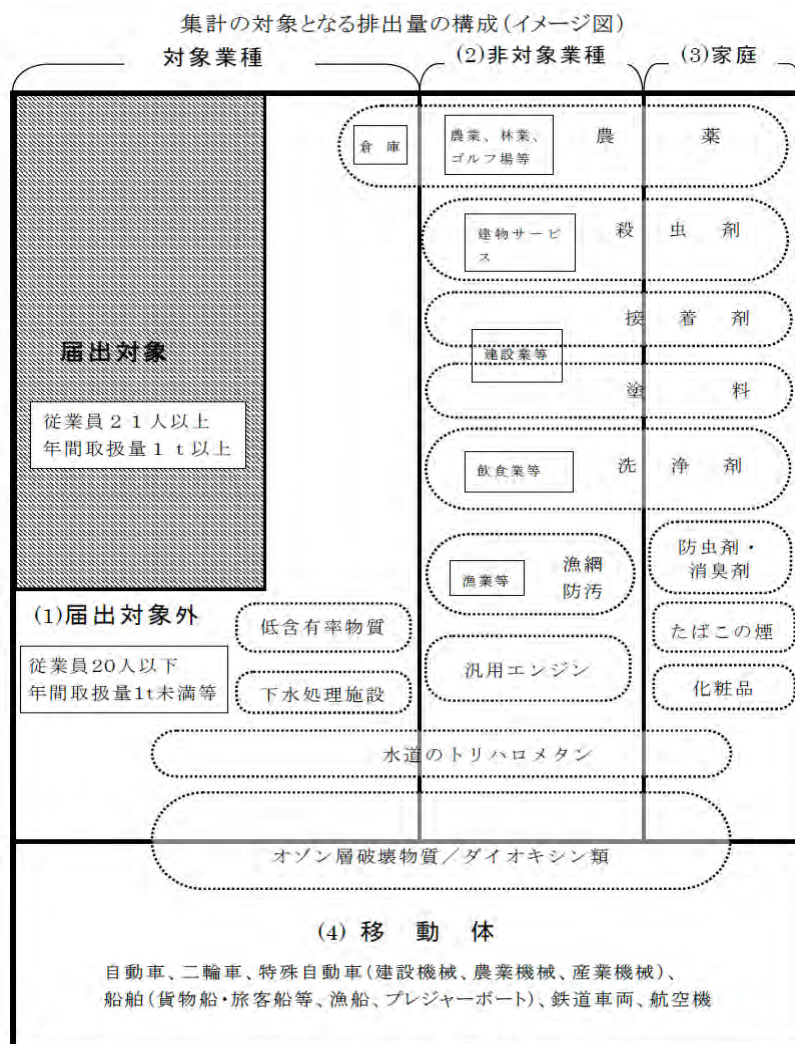 集計の対象となる排出量の構成(イメージ図)
対象業種
(2)非対象業種
(3)家庭
倉庫
農業、林業、
ゴルフ場等
農薬
建物サービ
ス
殺虫剤
接着剤
建設業等
塗料
届出対象
従業員21人以上
年間取扱量1t以上
飲食業等
洗浄剤
漁業等
漁網
防汚
防虫剤・
消臭剤
(1)届出対象外
低含有率物質
たばこの煙
従業員20人以下
年間取扱量1t未満等
汎用エンジン
下水処理施設
化粧品
水道のトリハロメタン
オゾン層破壊物質/ダイオキシン類
(4)移動体
自動車、二輪車、特殊自動車(建設機械、農業機械、産業機械)、
船舶(貨物船・旅客船等、漁船、プレジャーボート)、鉄道車両、航空機